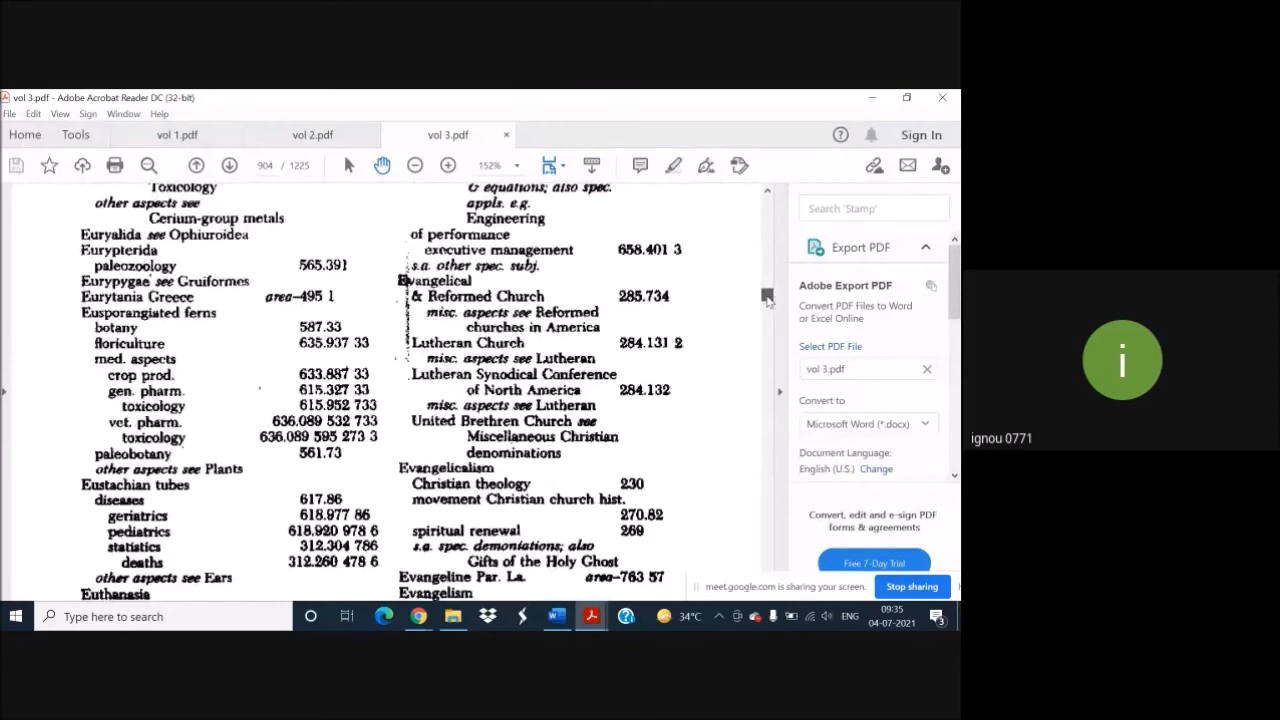 vol 3.pdf - Adobe Acrobat Reader DC (32-bit)
File Edit View Sign Window Help
Home Tools vol 1.pdf vol 2.pdf vol 3.pdf × Sign In
904 / 1225 152%
Toxicology
other aspects see
Cerium-group metals
Euryalida see Ophiuroidea
Eurypterida
paleozoology 565.391
Eurypygae see Gruiformes
Eurytania Greece area–495 1
Eusporangiated ferns
botany 587.33
floriculture 635.937 33
med. aspects
crop prod. 633.887 33
gen. pharm. 615.327 33
toxicology 615.952 733
vet. pharm. 636.089 532 733
toxicology 636.089 595 273 3
paleobotany 561.73
other aspects see Plants
Eustachian tubes
diseases 617.86
geriatrics 618.977 86
pediatrics 618.920 978 6
statistics 312.304 786
deaths 312.260 478 6
other aspects see Ears
Euthanasia
& equations; also spec.
appls. e.g.
Engineering
of performance
executive management 658.401 3
s.a. other spec. subj.
Evangelical
& Reformed Church 285.734
misc. aspects see Reformed
churches in America
Lutheran Church 284.131 2
misc. aspects see Lutheran
Lutheran Synodical Conference
of North America 284.132
misc. aspects see Lutheran
United Brethren Church see
Miscellaneous Christian
denominations
Evangelicalism
Christian theology 230
movement Christian church hist.
270.82
spiritual renewal 269
s.a. spec. demoniations; also
Gifts of the Holy Ghost
Evangeline Par. La. area–763 57
Evangelism
Search 'Stamp'
Export PDF
Adobe Export PDF
Convert PDF Files to Word
or Excel Online
Select PDF File
vol 3.pdf
Convert to
Microsoft Word (*.docx)
Document Language:
English (U.S.) Change
Convert, edit and e-sign PDF
forms & agreements
Free 7-Day Trial
meet.google.com is sharing your screen. Stop sharing
Type here to search
34°C ENG
09:35
04-07-2021
3
i
ignou 0771